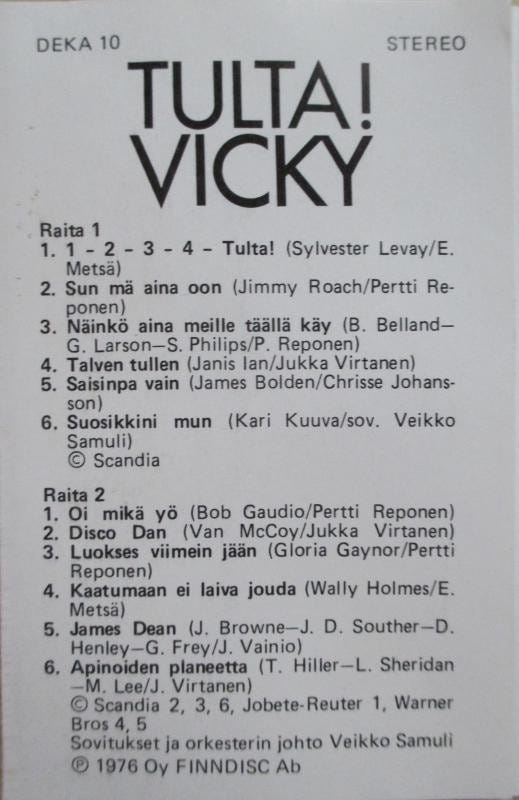 DEKA 10 STEREO
TULTA!
VICKY
Raita 1
1. 1 - 2 - 3 - 4 - Tulta! (Sylvester Levay/E.
Metsä)
2. Sun mä aina oon (Jimmy Roach/Pertti Re-
ponen)
3. Näinkö aina meille täällä käy (B. Belland—
G. Larson—S. Philips/P. Reponen)
4. Talven tullen (Janis Ian/Jukka Virtanen)
5. Saisinpa vain (James Bolden/Chrisse Johans-
son)
6. Suosikkini mun (Kari Kuuva/sov. Veikko
Samuli)
© Scandia
Raita 2
1. Oi mikä yö (Bob Gaudio/Pertti Reponen)
2. Disco Dan (Van McCoy/Jukka Virtanen)
3. Luokses viimein jään (Gloria Gaynor/Pertti
Reponen)
4. Kaatumaan ei laiva jouda (Wally Holmes/E.
Metsä)
5. James Dean (J. Browne—J. D. Souther—D.
Henley—G. Frey/J. Vainio)
6. Apinoiden planeetta (T. Hiller—L. Sheridan
—M. Lee/J. Virtanen)
© Scandia 2, 3, 6, Jobete-Reuter 1, Warner
Bros 4, 5
Sovitukset ja orkesterin johto Veikko Samuli
℗ 1976 Oy FINNDISC Ab